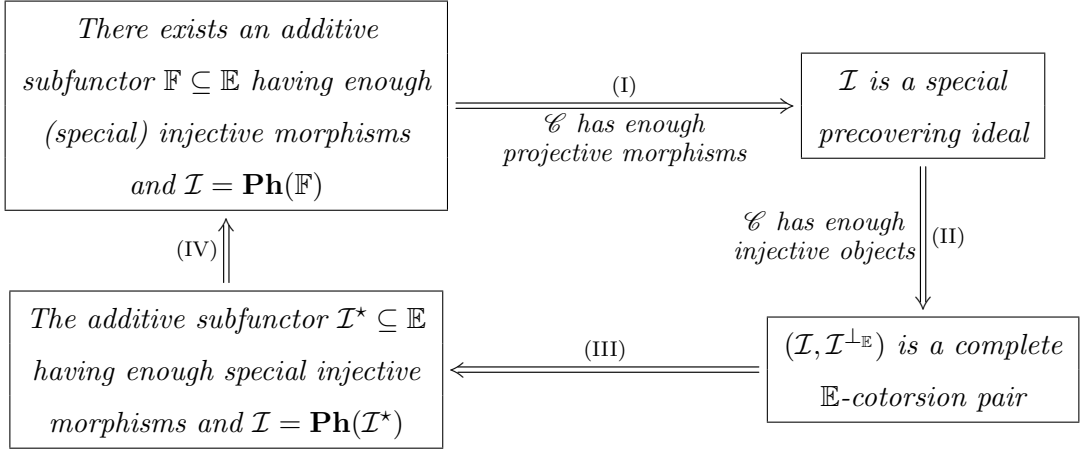 There exists an additive
subfunctor 𝔽 ⊆ 𝔼 having enough
(special) injective morphisms
and ℐ = Ph(𝔽)
(I)
𝒞 has enough
projective morphisms
ℐ is a special
precovering ideal
𝒞 has enough
injective objects
(II)
(IV)
The additive subfunctor ℐ⋆ ⊆ 𝔼
having enough special injective
morphisms and ℐ = Ph(ℐ⋆)
(III)
(ℐ, ℐ^{⊥_𝔼}) is a complete
𝔼-cotorsion pair